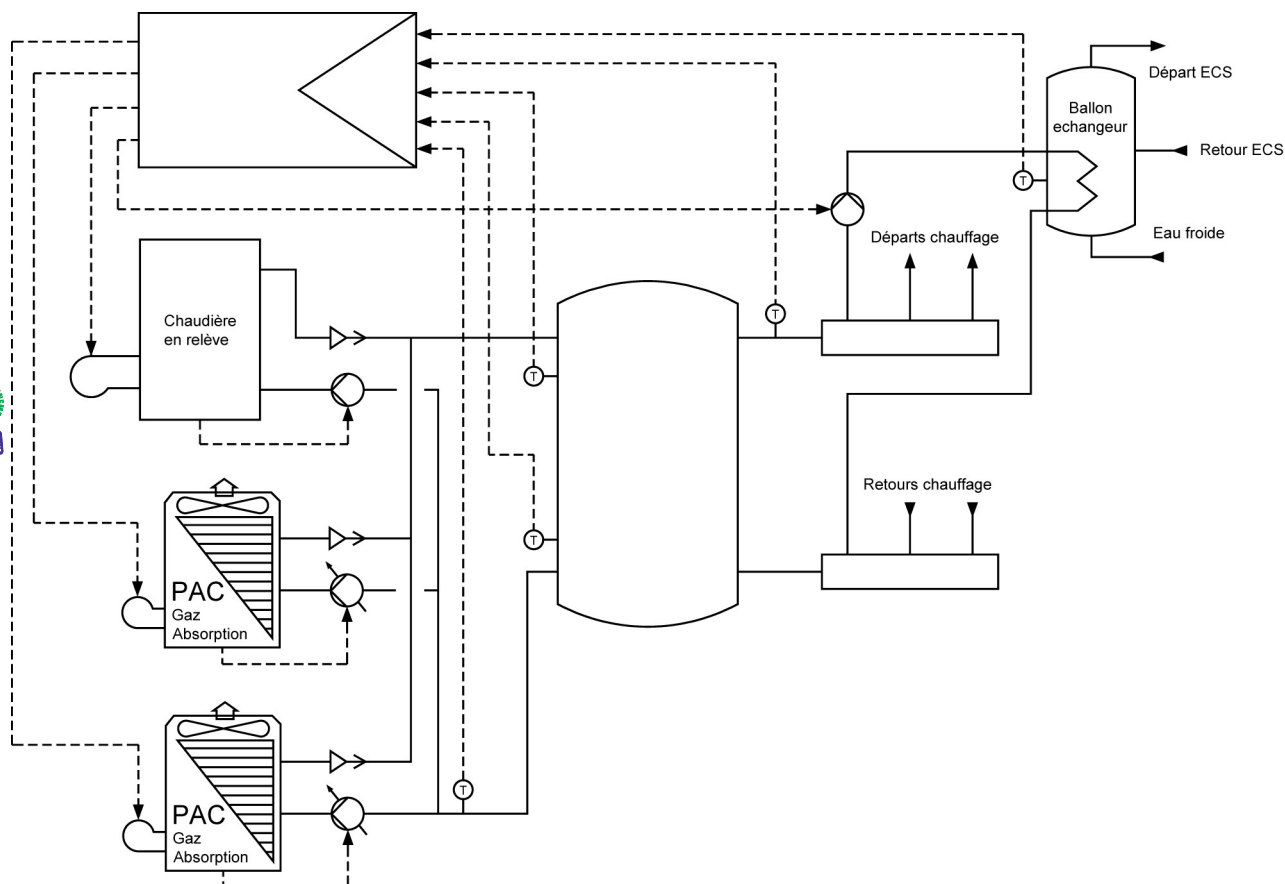 Départ ECS
Ballon
echangeur
Retour ECS
T
Eau froide
Départs chauffage
T
Chaudière
en relève
T
Retours chauffage
T
PAC
Gaz
Absorption
T
PAC
Gaz
Absorption